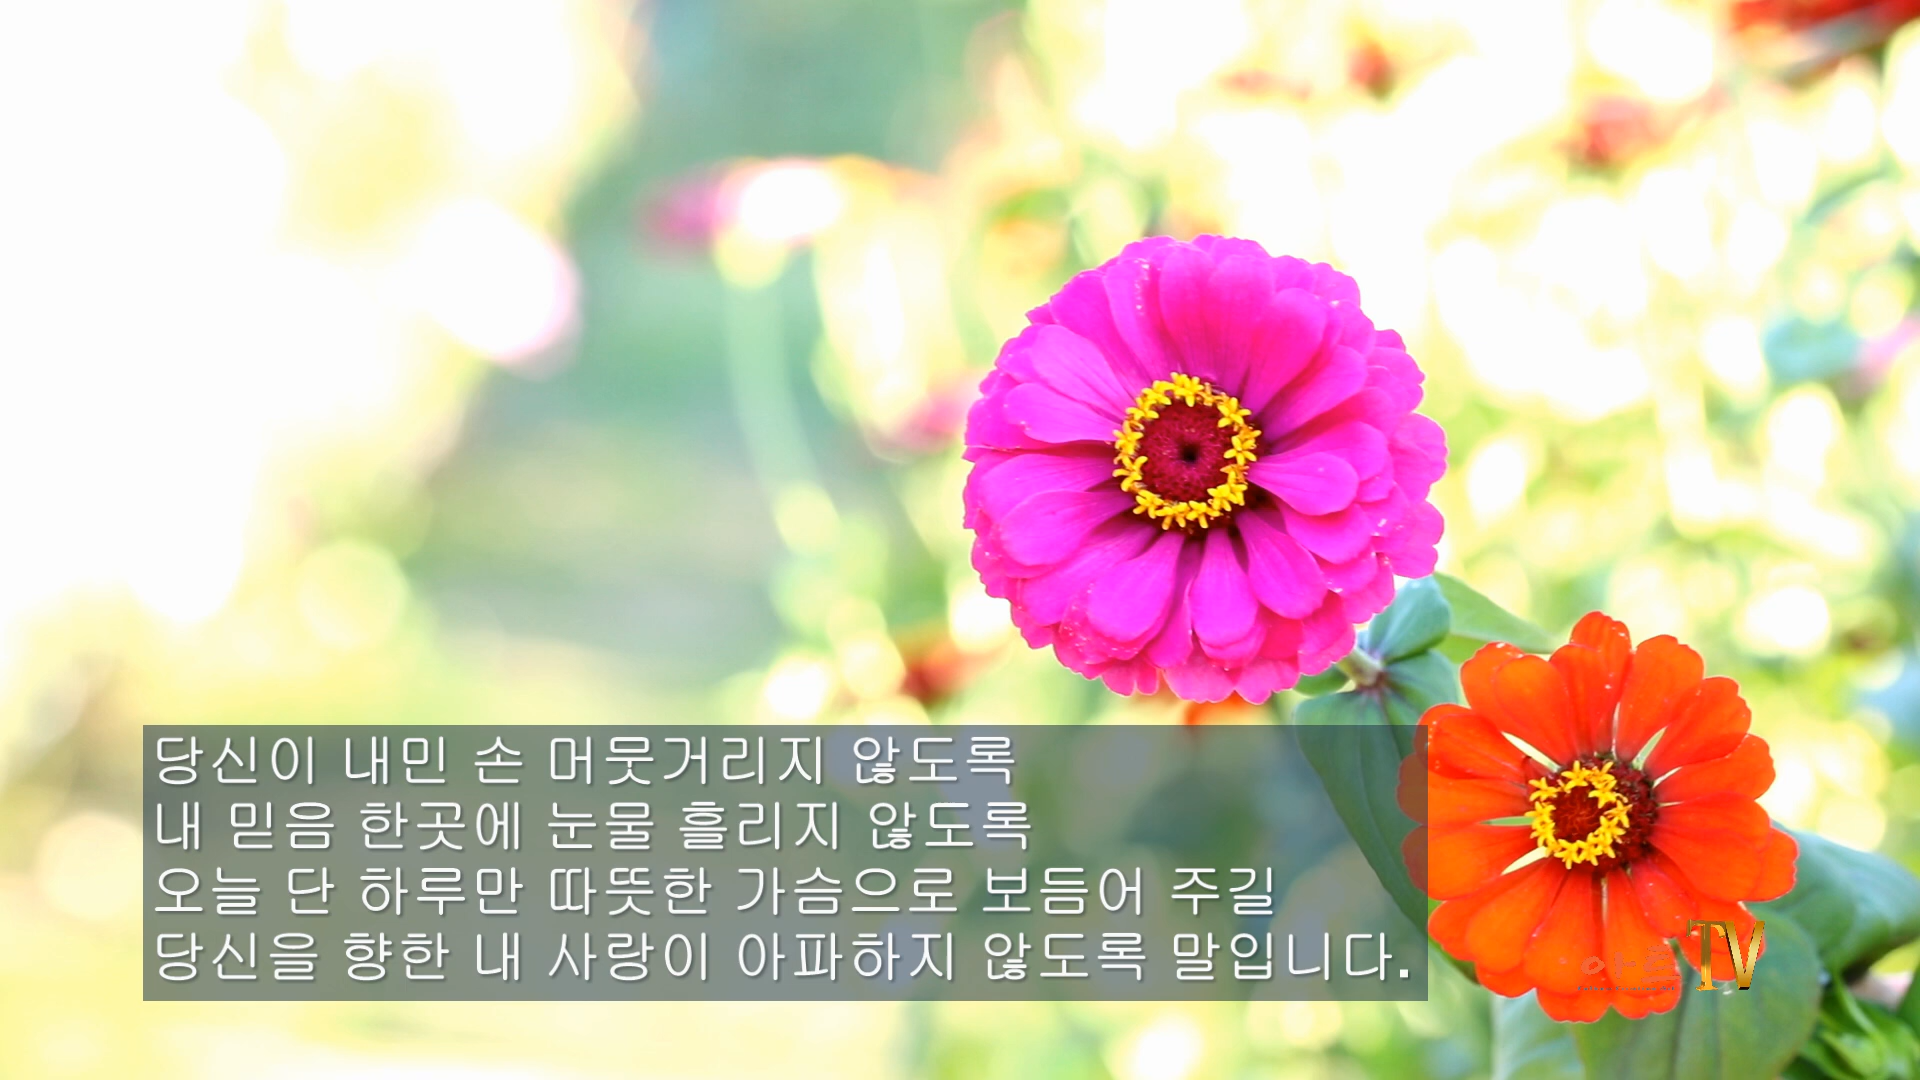 당신이 내민 손 머뭇거리지 않도록
내 믿음 한곳에 눈물 흘리지 않도록
오늘 단 하루만 따뜻한 가슴으로 보듬어 주길
당신을 향한 내 사랑이 아파하지 않도록 말입니다.
TV